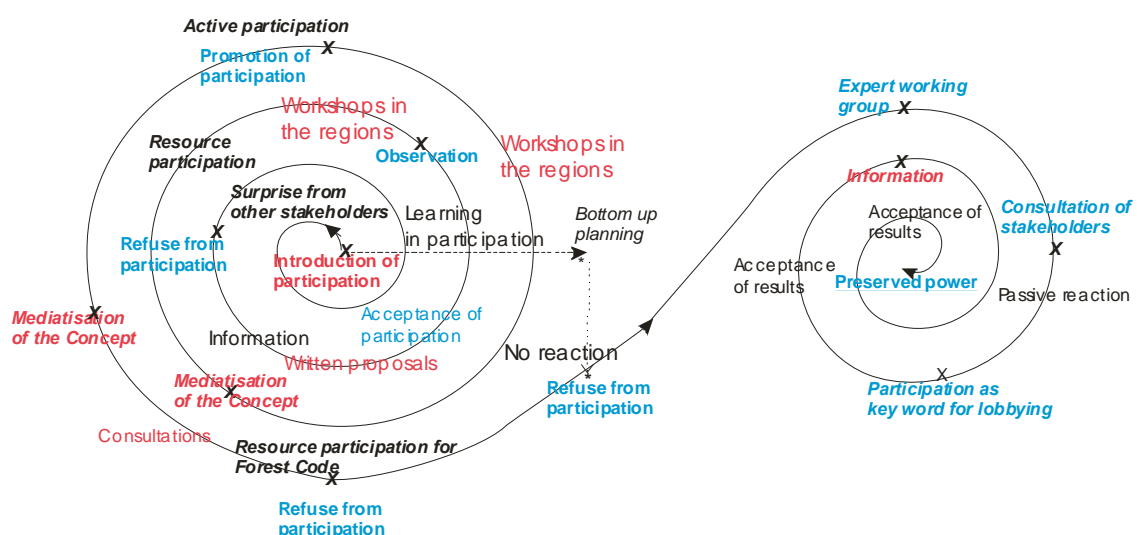 Active participation
Promotion of
participation
Workshops in
the regions
Resource
participation
Observation
Workshops in
the regions
Surprise from
other stakeholders
Learning
in participation
Bottom up
planning
Refuse from
participation
Introduction of
participation
Mediatisation
of the Concept
Information
Acceptance of
participation
Written proposals
No reaction
Mediatisation
of the Concept
Refuse from
participation
Consultations
Resource participation for
Forest Code
Refuse from
participation
Expert working
group
Information
Acceptance of
results
Consultation of
stakeholders
Acceptance
of results
Preserved power
Passive reaction
Participation as
key word for lobbying